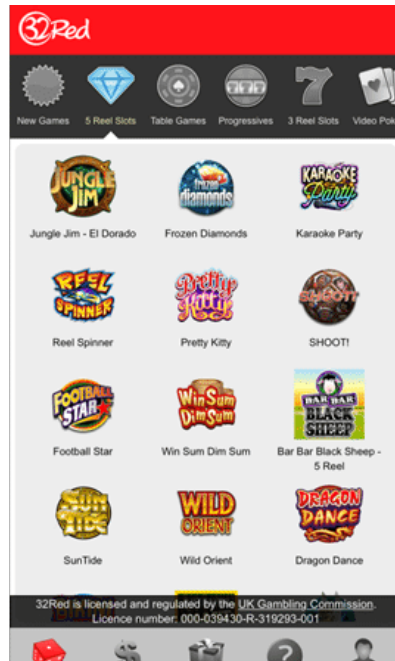 32Red
New Games 5 Reel Slots Table Games Progressives 3 Reel Slots Video Pok
JUNGLE
JIM
frozen
diamonds
KARAOKE
Party
Jungle Jim - El Dorado Frozen Diamonds Karaoke Party
REEL
SPINNER
Pretty
Kitty
SHOOT!
Reel Spinner Pretty Kitty SHOOT!
FOOTBALL
STAR
Win Sum
Dim Sum
BAR BAR
BLACK
SHEEP
Football Star Win Sum Dim Sum Bar Bar Black Sheep -
5 Reel
SUN
TIDE
WILD
ORIENT
DRAGON
DANCE
SunTide Wild Orient Dragon Dance
32Red is licensed and regulated by the UK Gambling Commission.
Licence number: 000-039430-R-319293-001